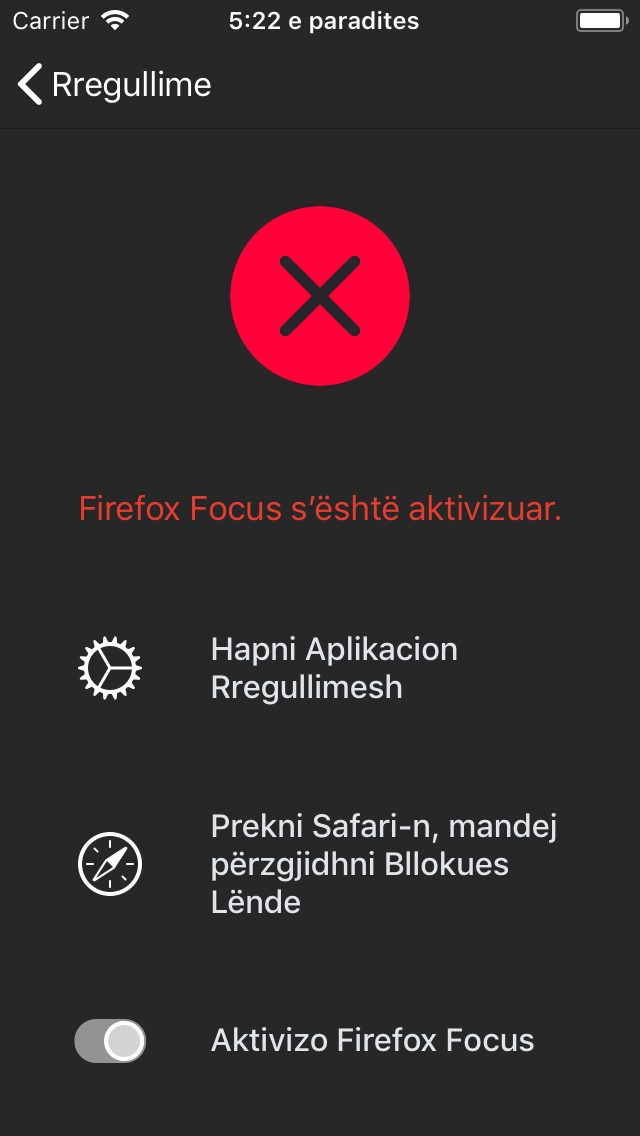 Carrier 5:22 e paradites
Rregullime
Firefox Focus s’është aktivizuar.
Hapni Aplikacion
Rregullimesh
Prekni Safari-n, mandej
përzgjidhni Bllokues
Lënde
Aktivizo Firefox Focus